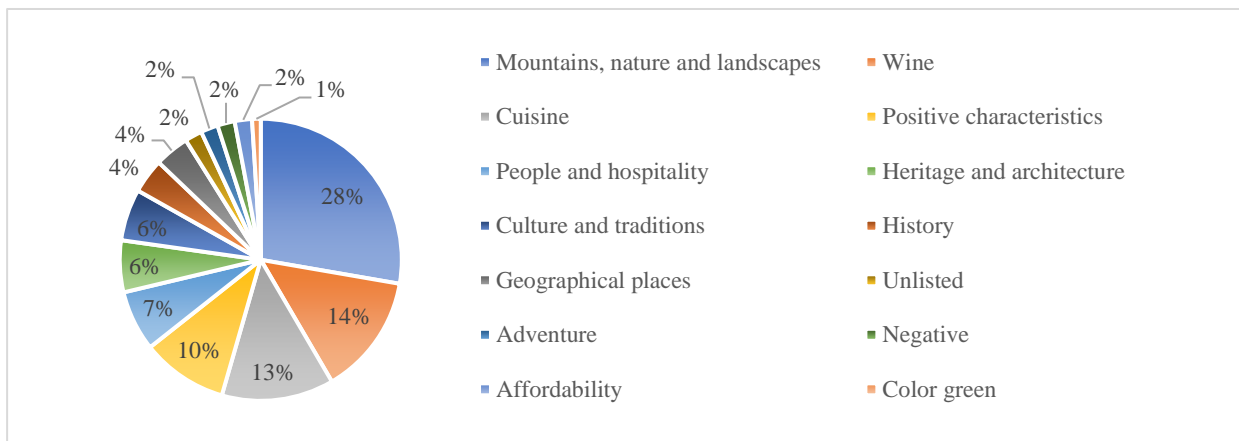 2%
2%
2%
1%
2%
4%
4%
28%
6%
6%
14%
7%
10%
13%
Mountains, nature and landscapes
Wine
Cuisine
Positive characteristics
People and hospitality
Heritage and architecture
Culture and traditions
History
Geographical places
Unlisted
Adventure
Negative
Affordability
Color green